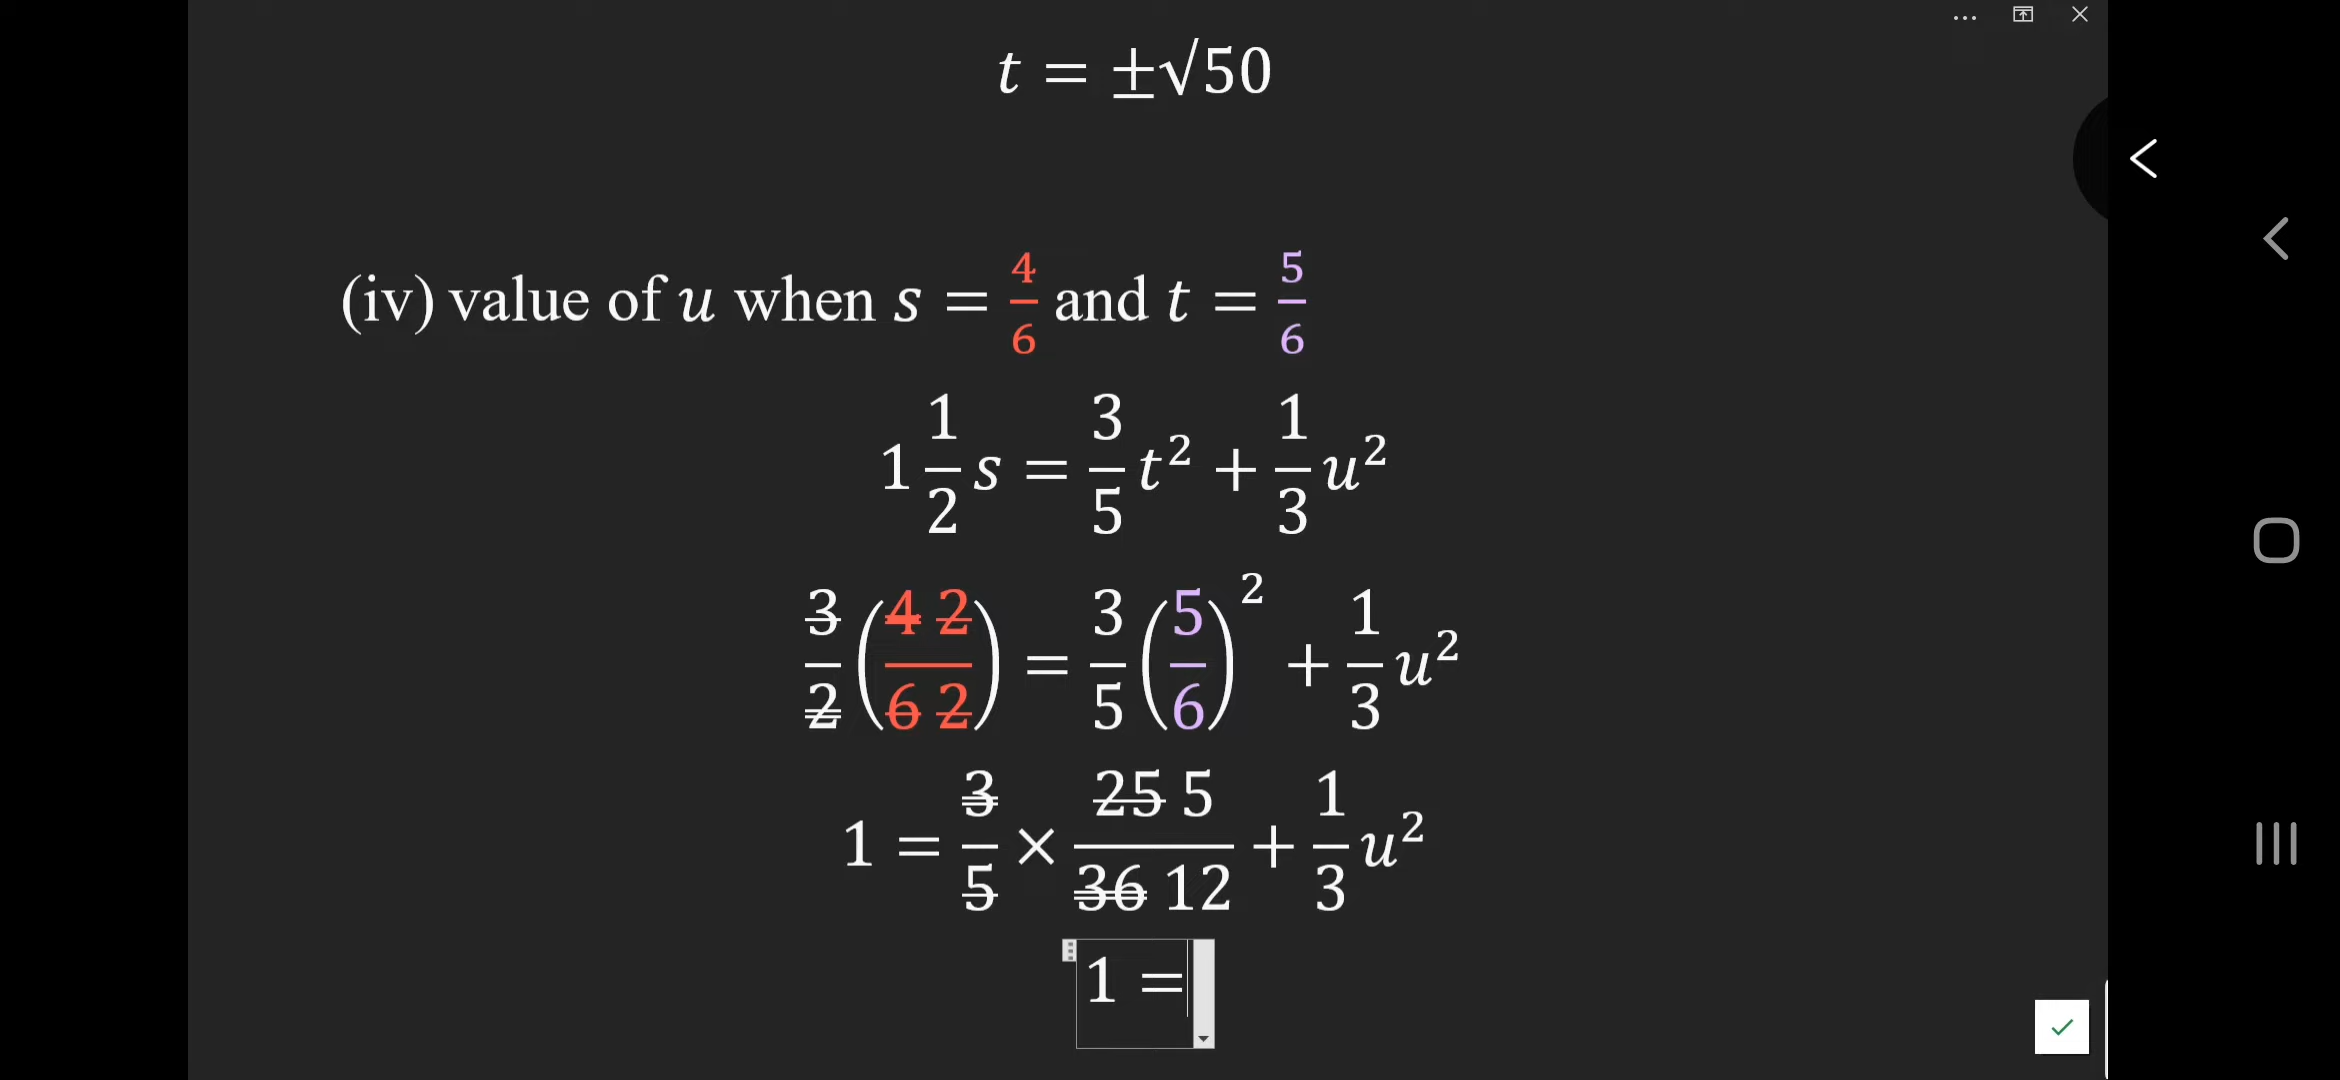 t = ±√50
(iv) value of u when s = 4/6 and t = 5/6
1 1/2 s = 3/5 t² + 1/3 u²
3/2 (4 2/6 2) = 3/5 (5/6)² + 1/3 u²
1 = 3/5 × 25 5/36 12 + 1/3 u²
1 =